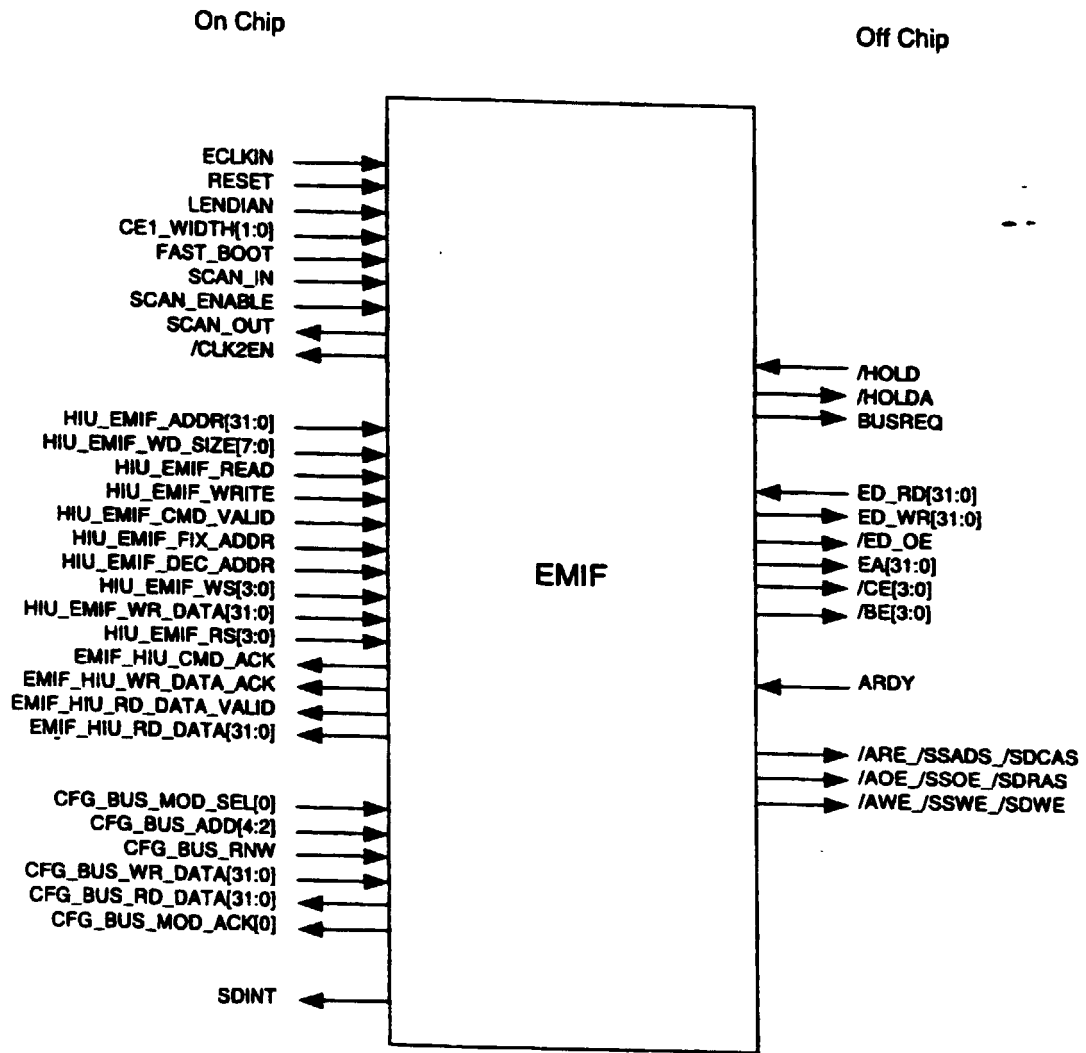 On Chip
Off Chip
ECLKIN
RESET
LENDIAN
CE1_WIDTH[1:0]
FAST_BOOT
SCAN_IN
SCAN_ENABLE
SCAN_OUT
/CLK2EN
HIU_EMIF_ADDR[31:0]
HIU_EMIF_WD_SIZE[7:0]
HIU_EMIF_READ
HIU_EMIF_WRITE
HIU_EMIF_CMD_VALID
HIU_EMIF_FIX_ADDR
HIU_EMIF_DEC_ADDR
HIU_EMIF_WS[3:0]
HIU_EMIF_WR_DATA[31:0]
HIU_EMIF_RS[3:0]
EMIF_HIU_CMD_ACK
EMIF_HIU_WR_DATA_ACK
EMIF_HIU_RD_DATA_VALID
EMIF_HIU_RD_DATA[31:0]
CFG_BUS_MOD_SEL[0]
CFG_BUS_ADD[4:2]
CFG_BUS_RNW
CFG_BUS_WR_DATA[31:0]
CFG_BUS_RD_DATA[31:0]
CFG_BUS_MOD_ACK[0]
SDINT
EMIF
/HOLD
/HOLDA
BUSREQ
ED_RD[31:0]
ED_WR[31:0]
/ED_OE
EA[31:0]
/CE[3:0]
/BE[3:0]
ARDY
/ARE_/SSADS_/SDCAS
/AOE_/SSOE_/SDRAS
/AWE_/SSWE_/SDWE